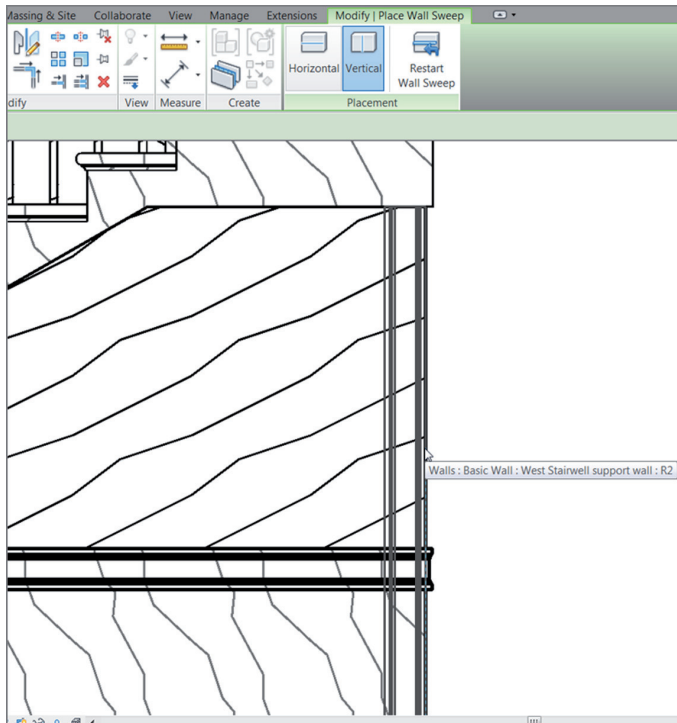 Massing & Site Collaborate View Manage Extensions Modify | Place Wall Sweep
Horizontal Vertical Restart
Wall Sweep
dify View Measure Create Placement
Walls : Basic Wall : West Stairwell support wall : R2